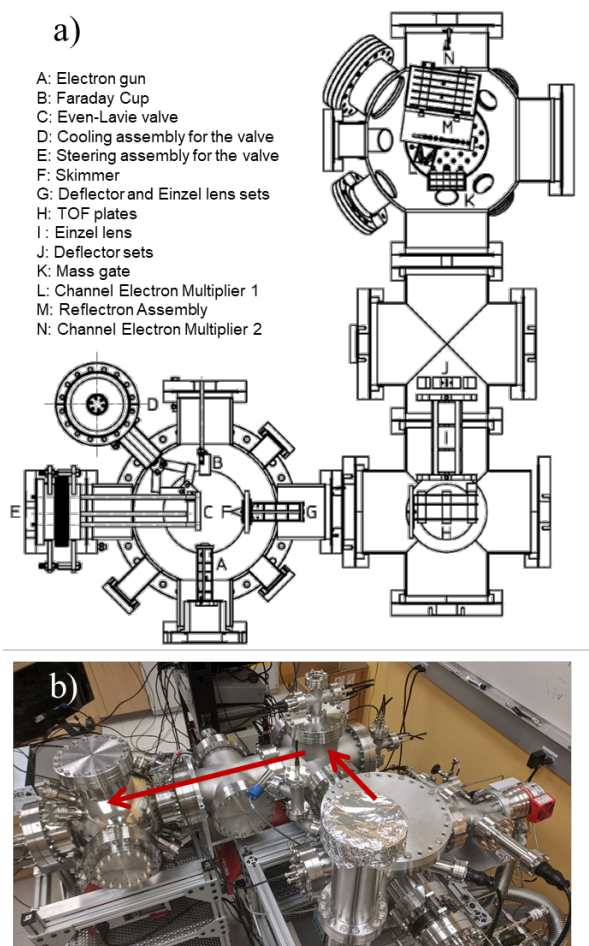 a)
A: Electron gun
B: Faraday Cup
C: Even-Lavie valve
D: Cooling assembly for the valve
E: Steering assembly for the valve
F: Skimmer
G: Deflector and Einzel lens sets
H: TOF plates
I : Einzel lens
J: Deflector sets
K: Mass gate
L: Channel Electron Multiplier 1
M: Reflectron Assembly
N: Channel Electron Multiplier 2
N
M
L
K
J
I
H
D
B
E
C
F
G
A
b)